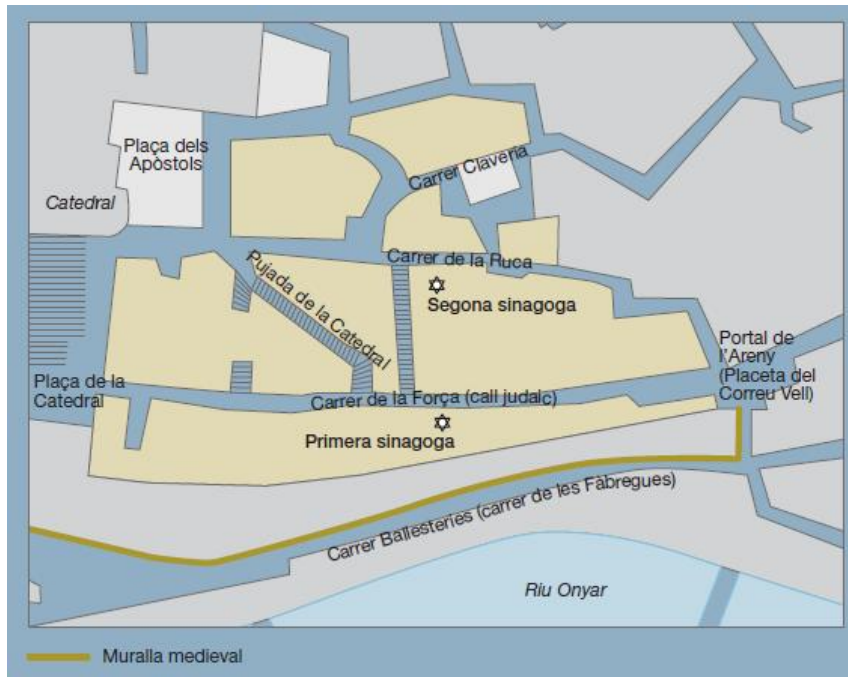 Plaça dels
Apòstols
Catedral
Carrer Claveria
Carrer de la Ruca
Pujada de la Catedral
Segona sinagoga
Portal de
l'Areny
(Placeta del
Correu Vell)
Plaça de la
Catedral
Carrer de la Força (call judaic)
Primera sinagoga
Carrer Ballesteries (carrer de les Fàbregues)
Riu Onyar
Muralla medieval